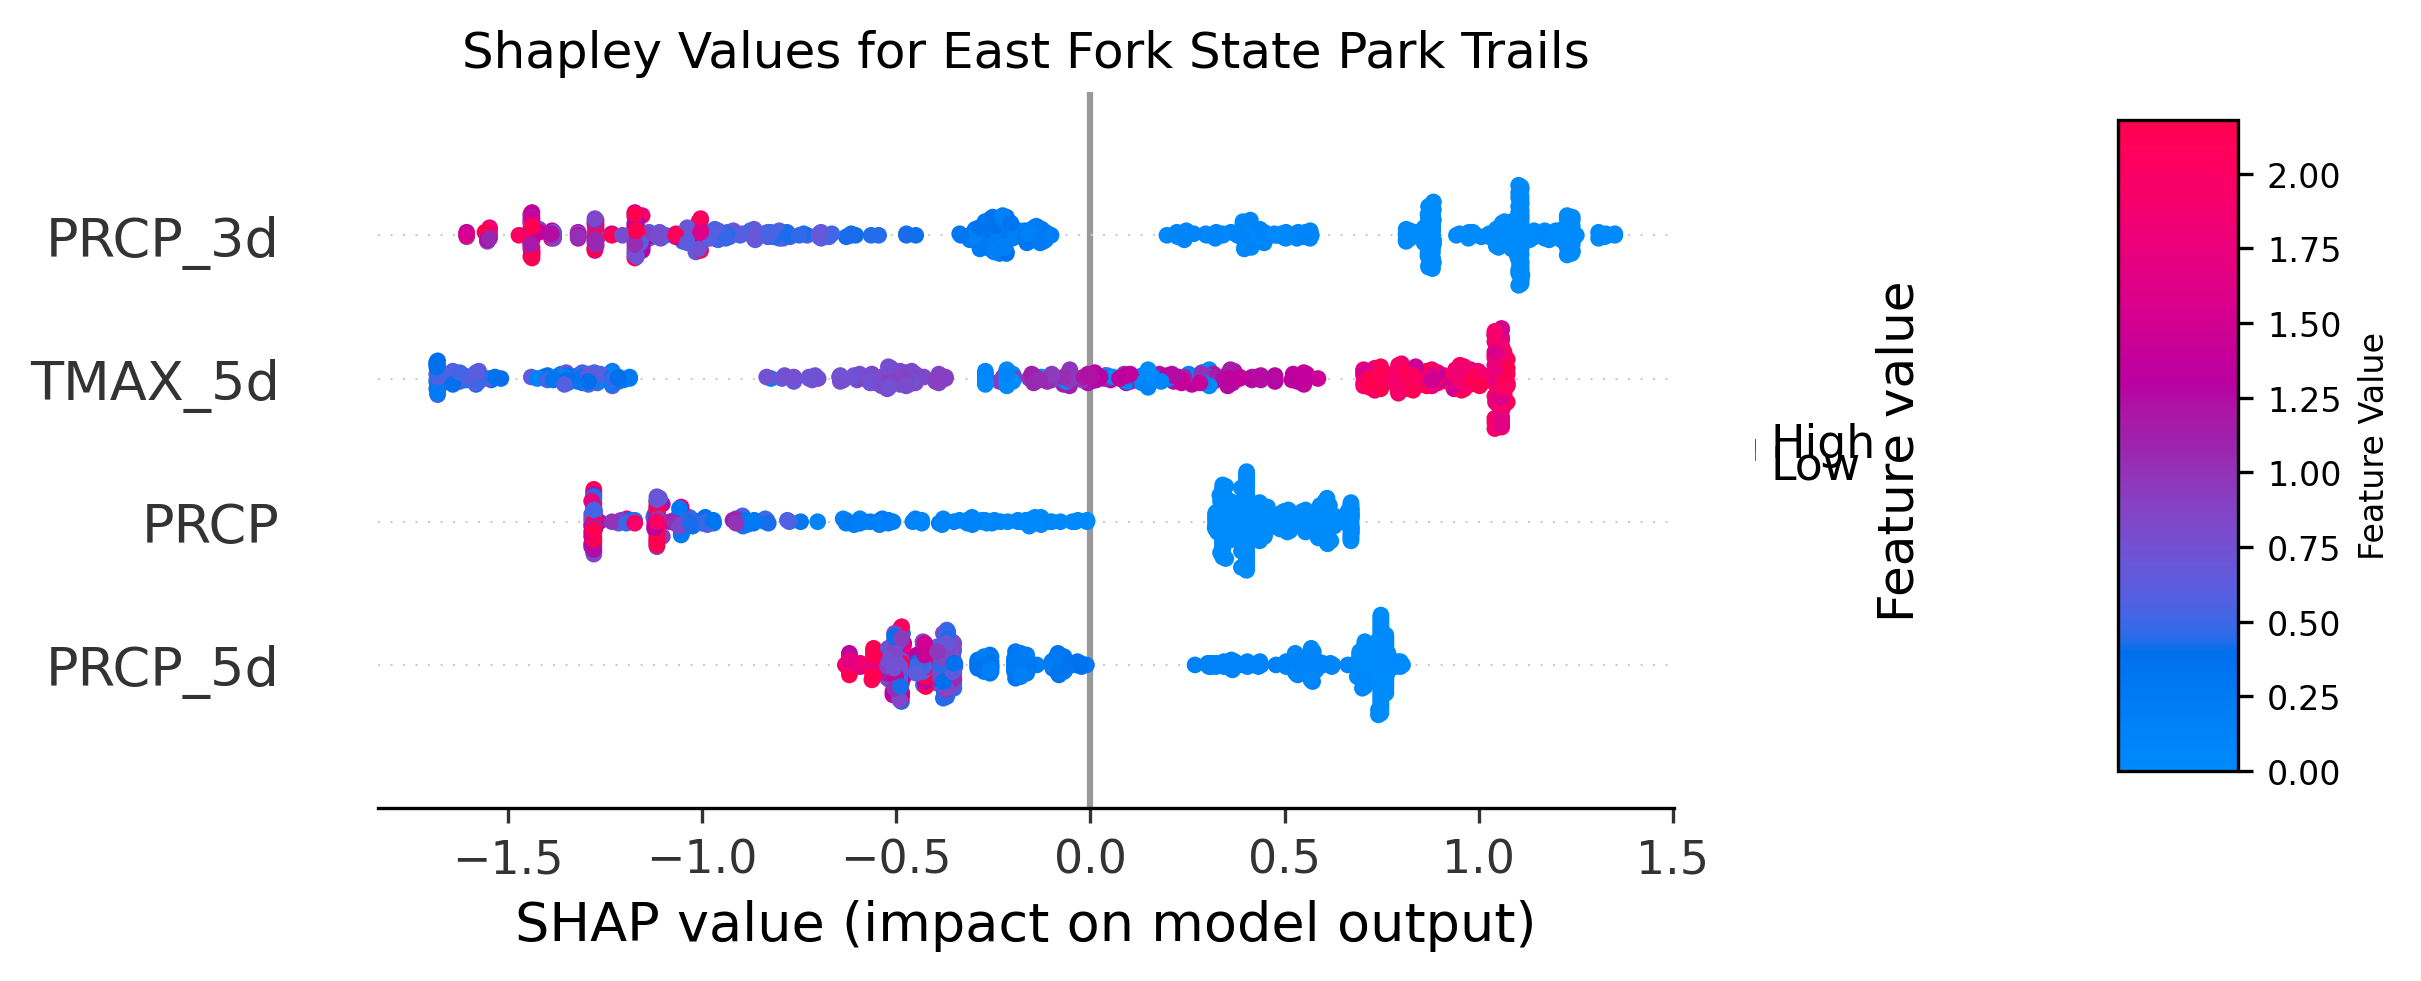 Shapley Values for East Fork State Park Trails
PRCP_3d
TMAX_5d
PRCP
PRCP_5d
−1.5
−1.0
−0.5
0.0
0.5
1.0
1.5
SHAP value (impact on model output)
High
Low
Feature value
2.00
1.75
1.50
1.25
1.00
0.75
0.50
0.25
0.00
Feature Value